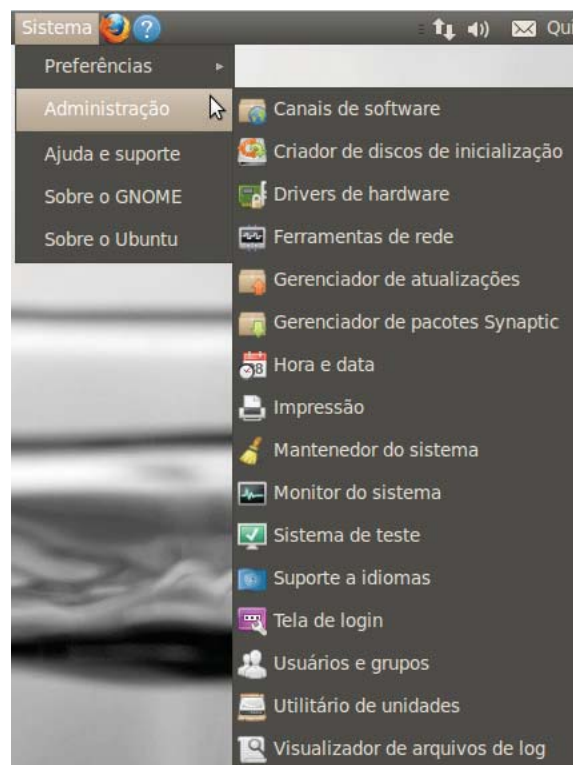 Sistema Qui
Preferências
Administração
Ajuda e suporte
Sobre o GNOME
Sobre o Ubuntu
Canais de software
Criador de discos de inicialização
Drivers de hardware
Ferramentas de rede
Gerenciador de atualizações
Gerenciador de pacotes Synaptic
Hora e data
Impressão
Mantenedor do sistema
Monitor do sistema
Sistema de teste
Suporte a idiomas
Tela de login
Usuários e grupos
Utilitário de unidades
Visualizador de arquivos de log